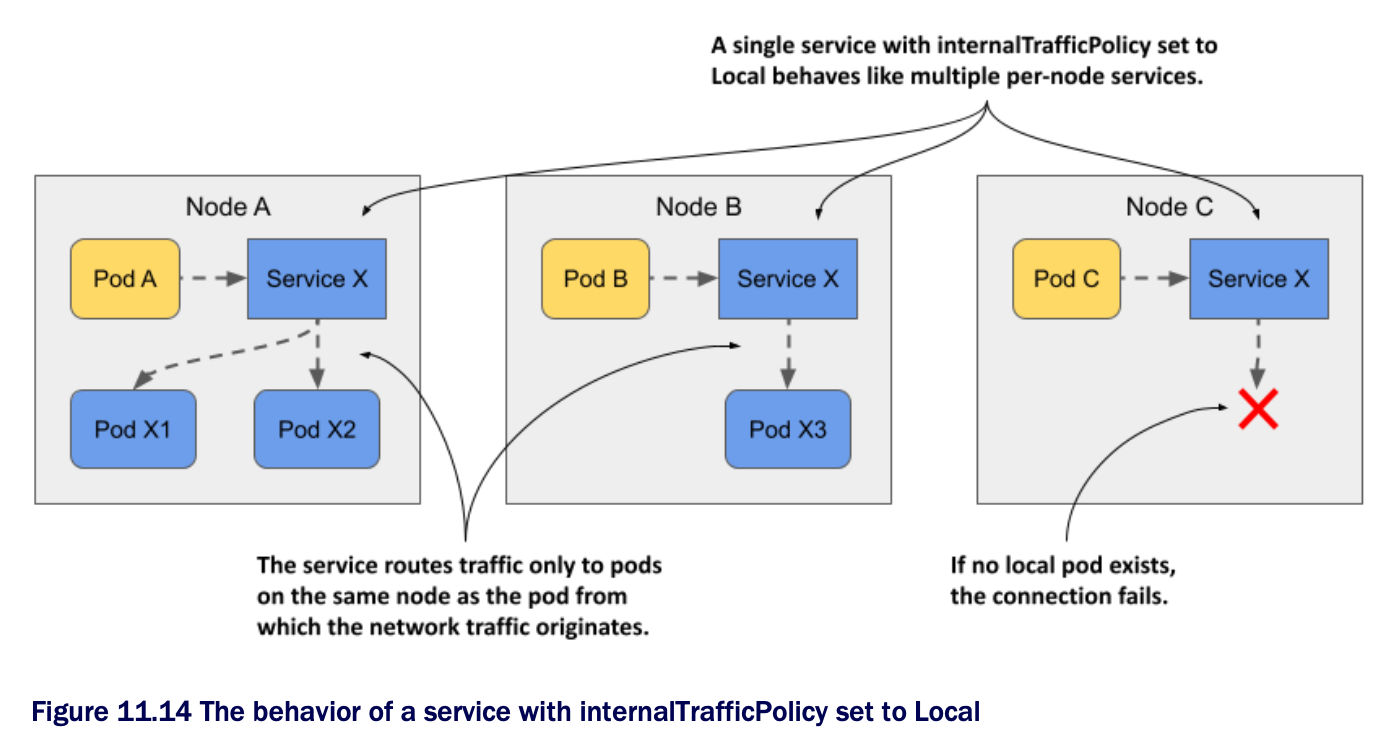 A single service with internalTrafficPolicy set to
Local behaves like multiple per-node services.
Node A
Pod A
Service X
Pod X1
Pod X2
Node B
Pod B
Service X
Pod X3
Node C
Pod C
Service X
The service routes traffic only to pods
on the same node as the pod from
which the network traffic originates.
If no local pod exists,
the connection fails.
Figure 11.14 The behavior of a service with internalTrafficPolicy set to Local